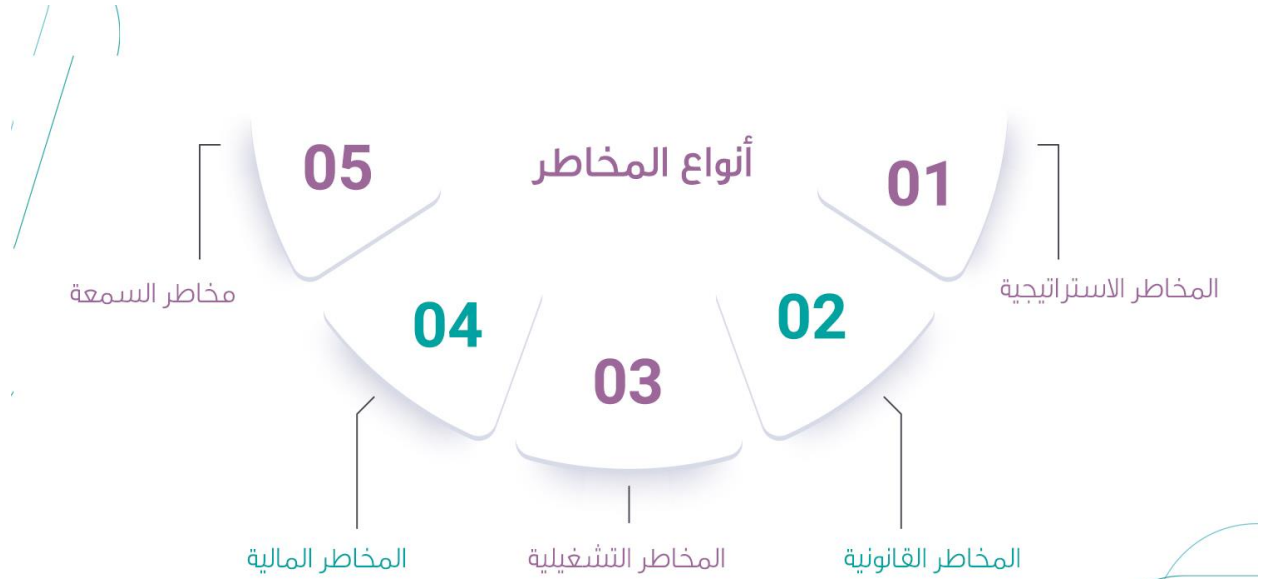 أنواع المخاطر
01
المخاطر الاستراتيجية
02
المخاطر القانونية
03
المخاطر التشغيلية
04
المخاطر المالية
05
مخاطر السمعة